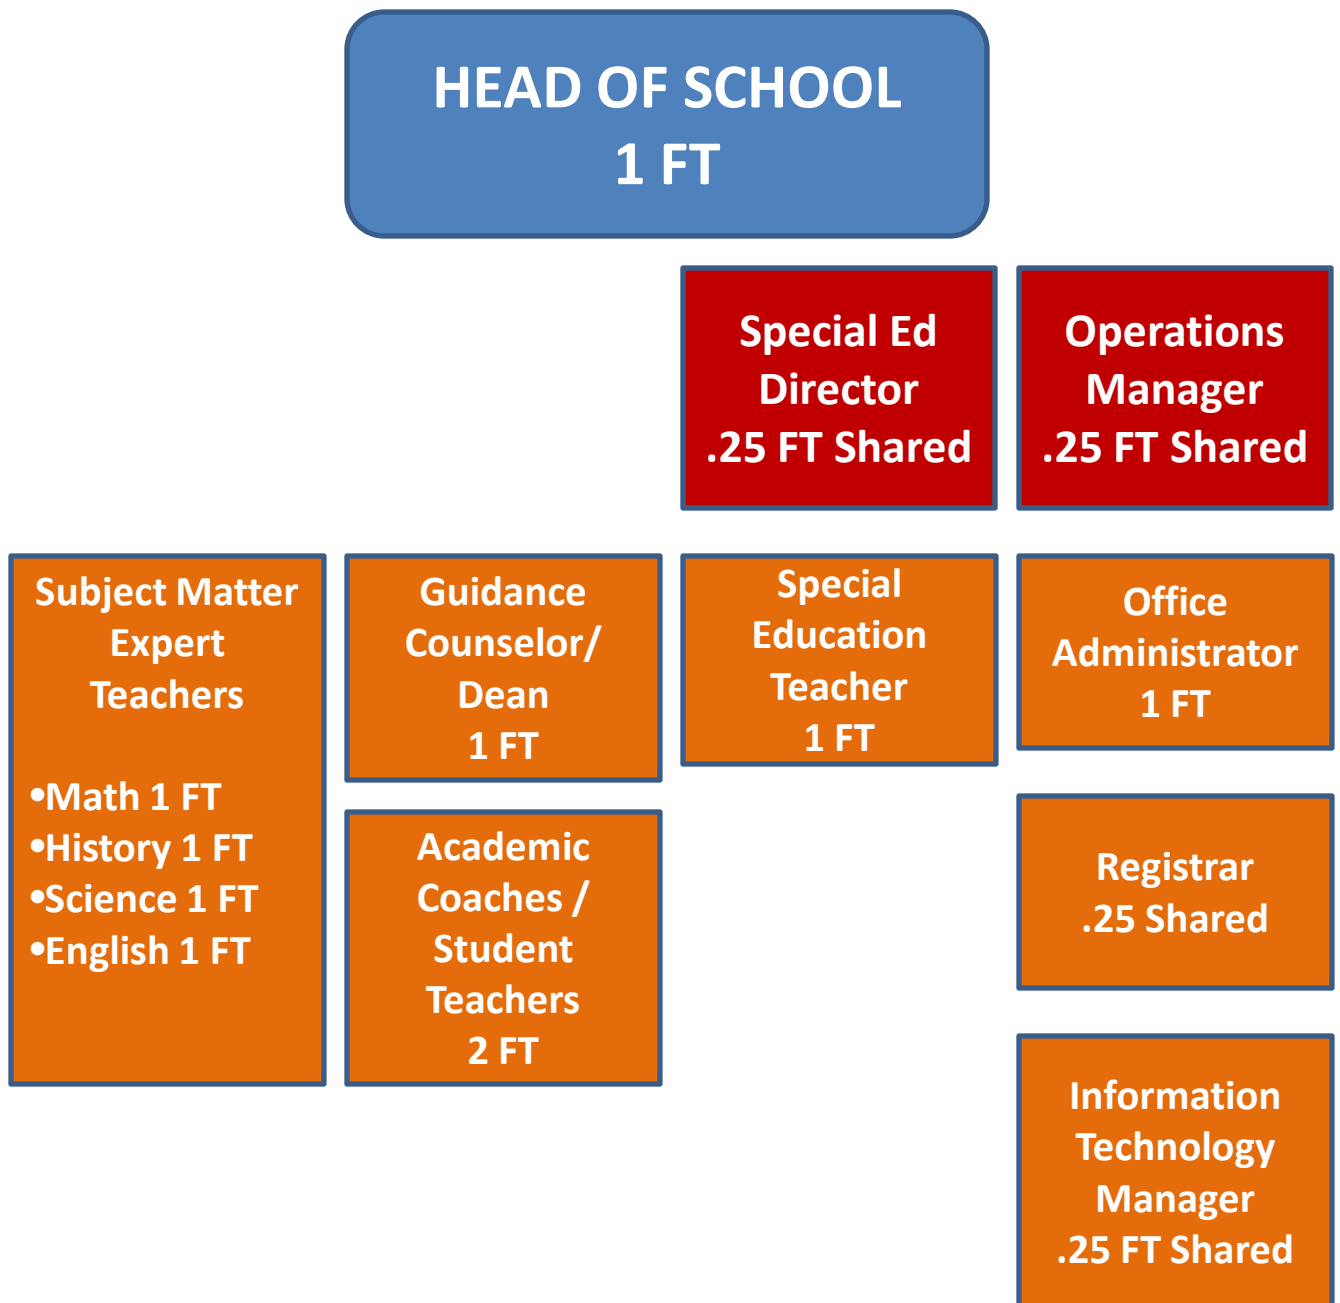 HEAD OF SCHOOL
1 FT
Special Ed
Director
.25 FT Shared
Operations
Manager
.25 FT Shared
Subject Matter
Expert
Teachers
•Math 1 FT
•History 1 FT
•Science 1 FT
•English 1 FT
Guidance
Counselor/
Dean
1 FT
Academic
Coaches /
Student
Teachers
2 FT
Special
Education
Teacher
1 FT
Office
Administrator
1 FT
Registrar
.25 Shared
Information
Technology
Manager
.25 FT Shared